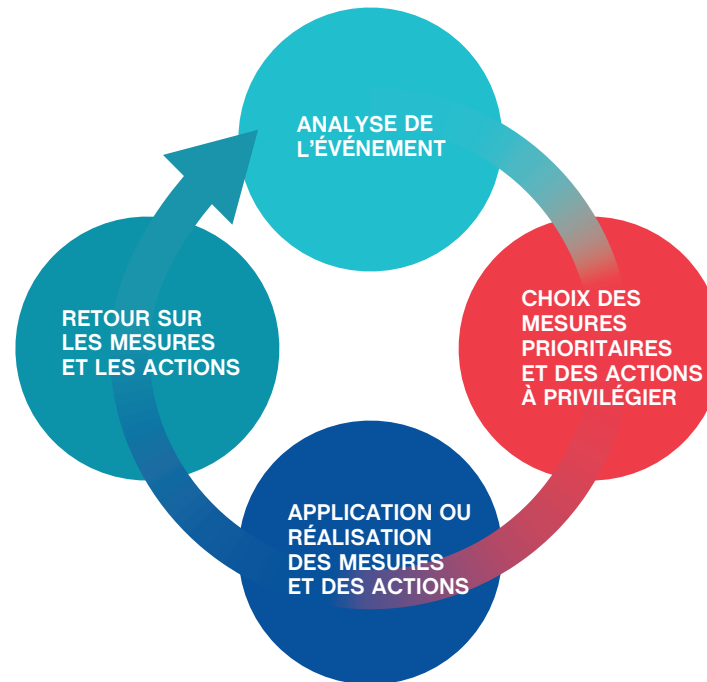 ANALYSE DE
L'ÉVÉNEMENT
CHOIX DES
MESURES
PRIORITAIRES
ET DES ACTIONS
À PRIVILÉGIER
APPLICATION OU
RÉALISATION
DES MESURES
ET DES ACTIONS
RETOUR SUR
LES MESURES
ET LES ACTIONS